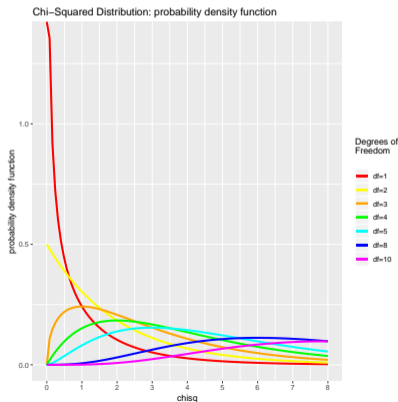 Chi−Squared Distribution: probability density function
probability density function
1.0
0.5
0.0
0
1
2
3
4
5
6
7
8
chisq
Degrees of
Freedom
df=1
df=2
df=3
df=4
df=5
df=8
df=10